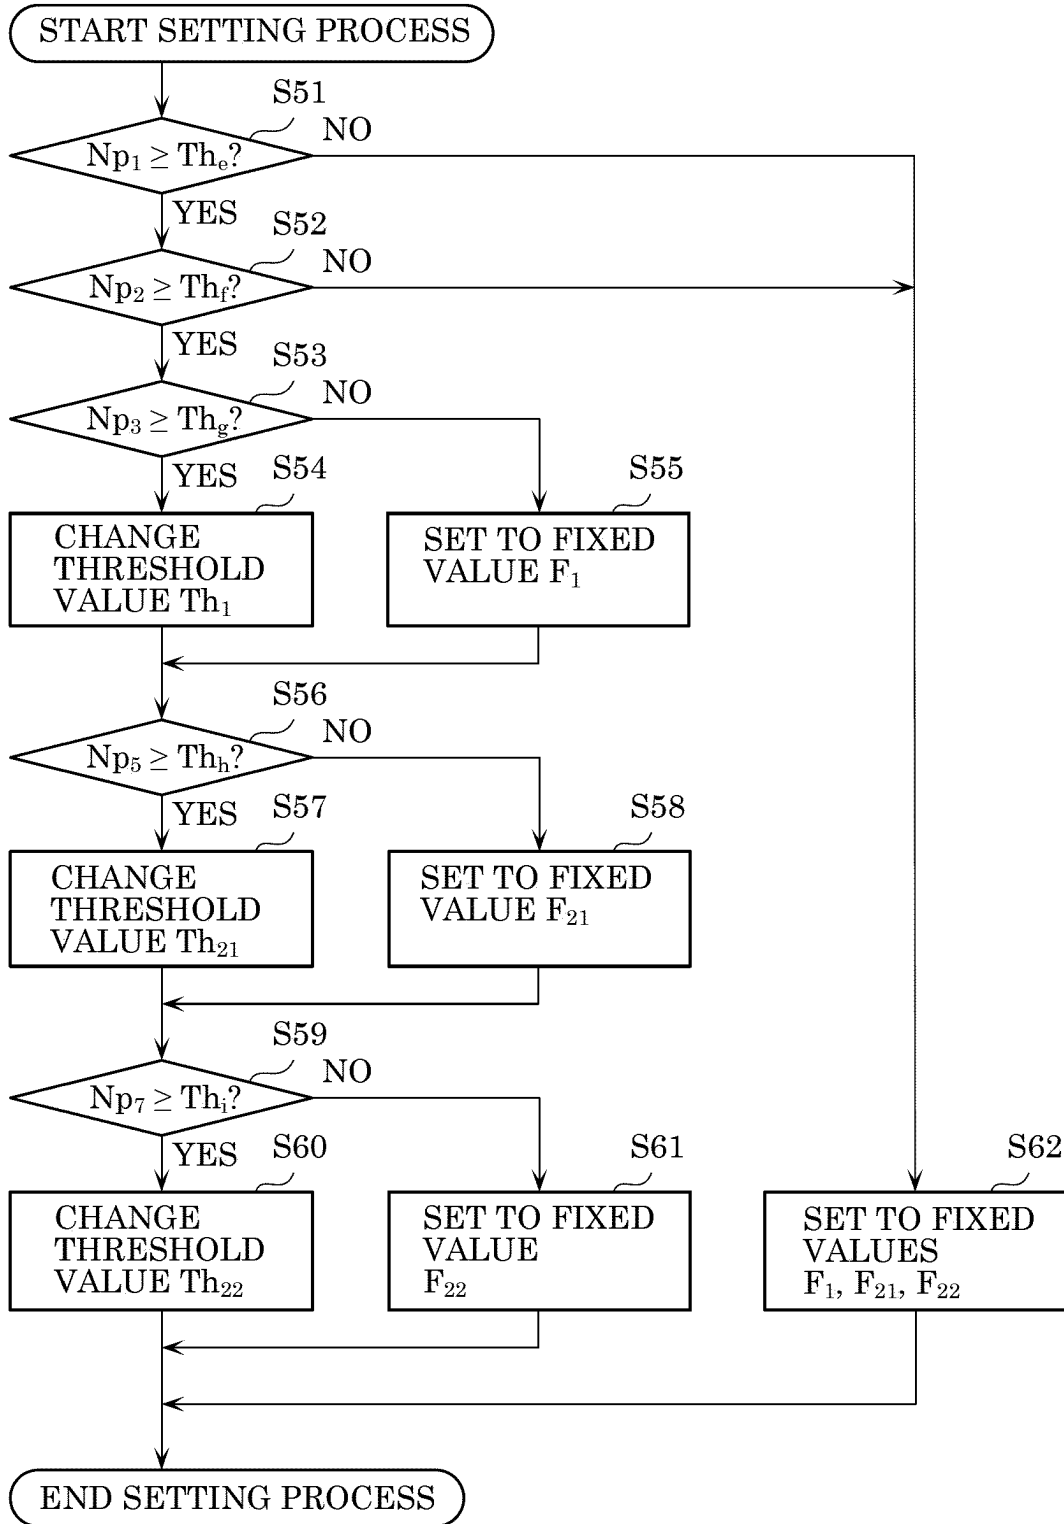 START SETTING PROCESS
S51
Np₁ ≥ Thₑ?
NO
YES
S52
Np₂ ≥ Th_f?
NO
YES
S53
Np₃ ≥ Th_g?
NO
YES
S54
CHANGE
THRESHOLD
VALUE Th₁
S55
SET TO FIXED
VALUE F₁
S56
Np₅ ≥ Thₕ?
NO
YES
S57
CHANGE
THRESHOLD
VALUE Th₂₁
S58
SET TO FIXED
VALUE F₂₁
S59
Np₇ ≥ Thᵢ?
NO
YES
S60
CHANGE
THRESHOLD
VALUE Th₂₂
S61
SET TO FIXED
VALUE
F₂₂
S62
SET TO FIXED
VALUES
F₁, F₂₁, F₂₂
END SETTING PROCESS